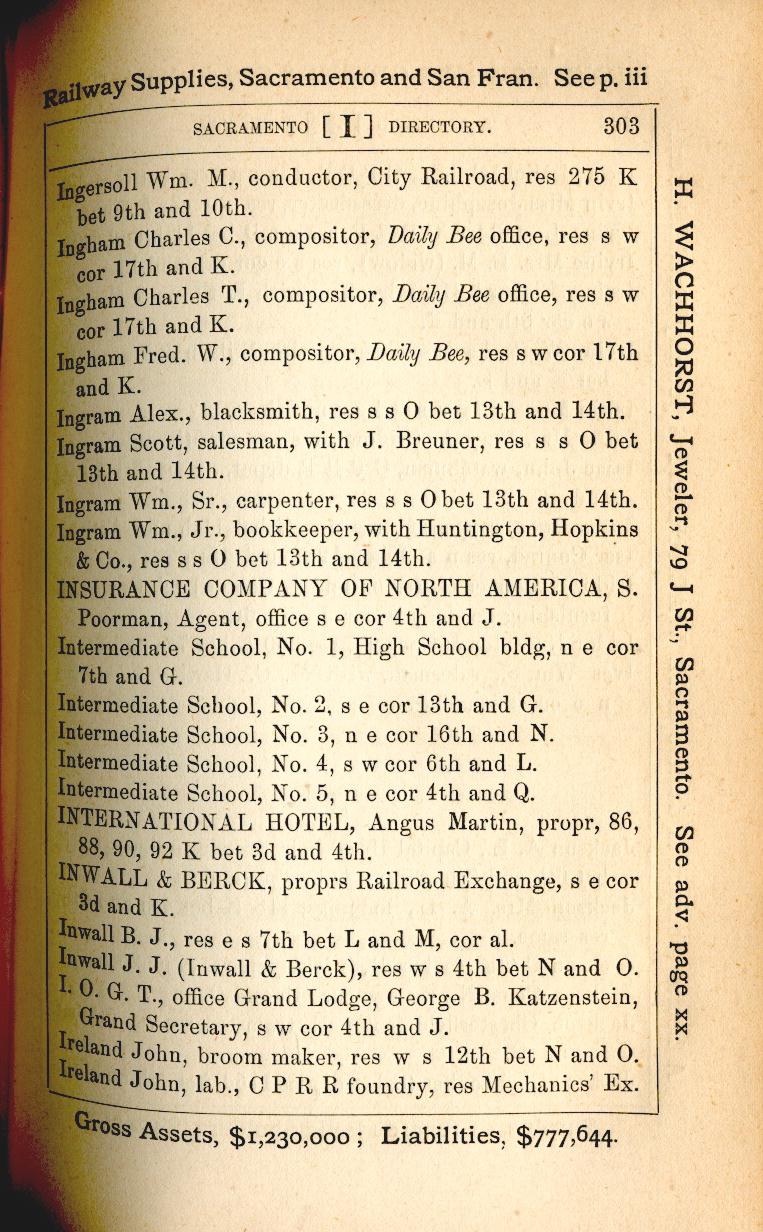 Railway Supplies, Sacramento and San Fran. See p. iii
SACRAMENTO [ I ] DIRECTORY. 303
Ingersoll Wm. M., conductor, City Railroad, res 275 K
bet 9th and 10th.
Ingham Charles C., compositor, Daily Bee office, res s w
cor 17th and K.
Ingham Charles T., compositor, Daily Bee office, res s w
cor 17th and K.
Ingham Fred. W., compositor, Daily Bee, res s w cor 17th
and K.
Ingram Alex., blacksmith, res s s O bet 13th and 14th.
Ingram Scott, salesman, with J. Breuner, res s s O bet
13th and 14th.
Ingram Wm., Sr., carpenter, res s s O bet 13th and 14th.
Ingram Wm., Jr., bookkeeper, with Huntington, Hopkins
& Co., res s s O bet 13th and 14th.
INSURANCE COMPANY OF NORTH AMERICA, S.
Poorman, Agent, office s e cor 4th and J.
Intermediate School, No. 1, High School bldg, n e cor
7th and G.
Intermediate School, No. 2, s e cor 13th and G.
Intermediate School, No. 3, n e cor 16th and N.
Intermediate School, No. 4, s w cor 6th and L.
Intermediate School, No. 5, n e cor 4th and Q.
INTERNATIONAL HOTEL, Angus Martin, propr, 86,
88, 90, 92 K bet 3d and 4th.
INWALL & BERCK, proprs Railroad Exchange, s e cor
3d and K.
Inwall B. J., res e s 7th bet L and M, cor al.
Inwall J. J. (Inwall & Berck), res w s 4th bet N and O.
I. O. G. T., office Grand Lodge, George B. Katzenstein,
Grand Secretary, s w cor 4th and J.
Ireland John, broom maker, res w s 12th bet N and O.
Ireland John, lab., C P R R foundry, res Mechanics' Ex.
Gross Assets, $1,230,000 ; Liabilities, $777,644.
H. WACHHORST, Jeweler, 79 J St., Sacramento. See adv. page xx.